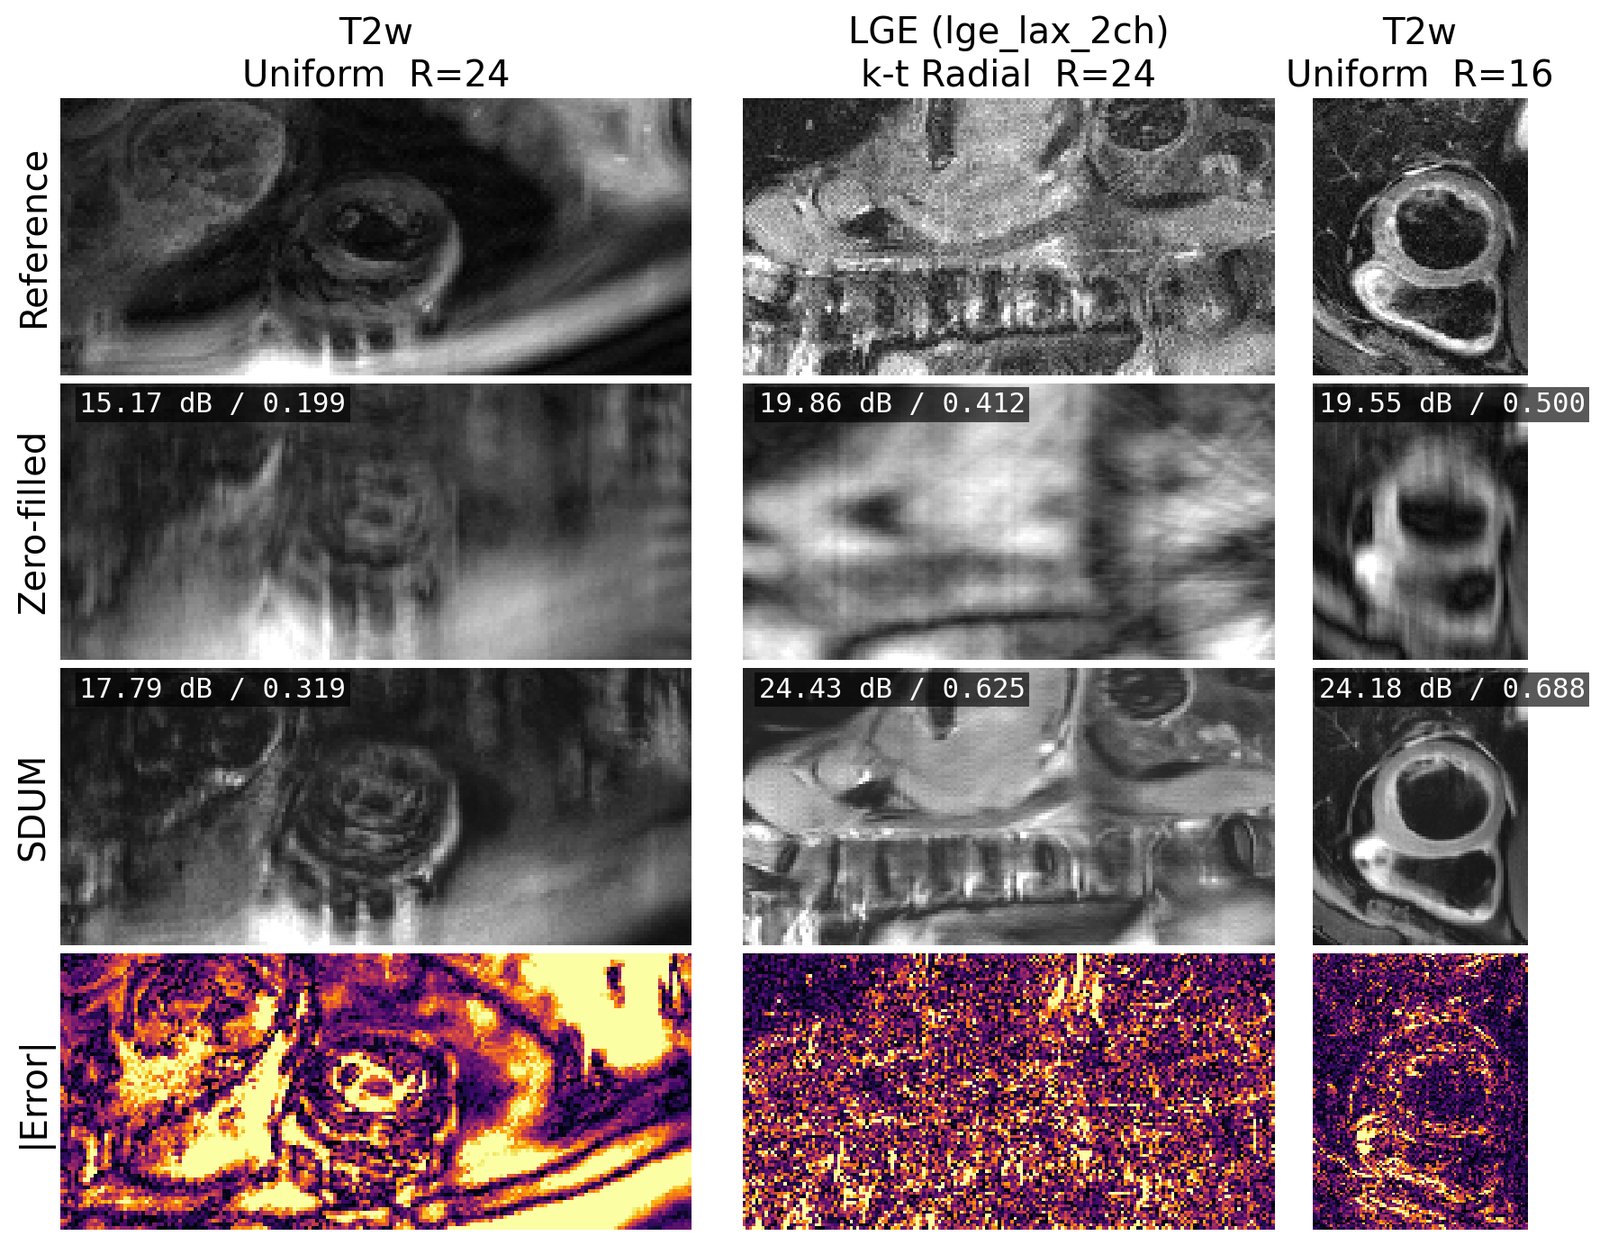 T2w
Uniform R=24
LGE (lge_lax_2ch)
k-t Radial R=24
T2w
Uniform R=16
Reference
Zero-filled
15.17 dB / 0.199
19.86 dB / 0.412
19.55 dB / 0.500
SDUM
17.79 dB / 0.319
24.43 dB / 0.625
24.18 dB / 0.688
|Error|